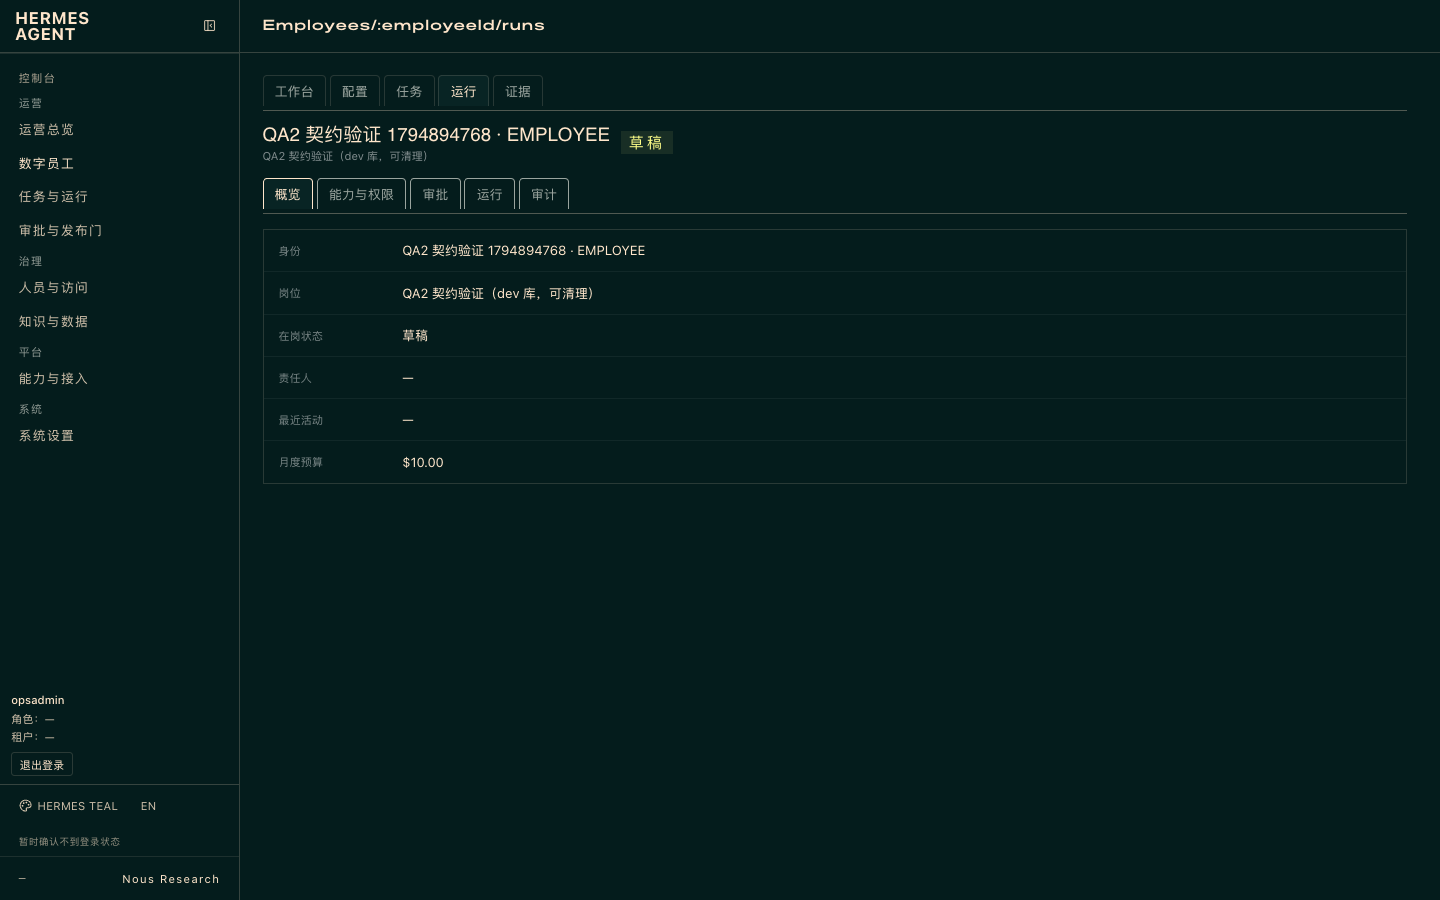 HERMES
AGENT
Employees/:employeeId/runs
控制台
运营
运营总览
数字员工
任务与运行
审批与发布门
治理
人员与访问
知识与数据
平台
能力与接入
系统
系统设置
工作台 配置 任务 运行 证据
QA2 契约验证 1794894768 · EMPLOYEE 草稿
QA2 契约验证（dev 库，可清理）
概览 能力与权限 审批 运行 审计
身份 QA2 契约验证 1794894768 · EMPLOYEE
岗位 QA2 契约验证（dev 库，可清理）
在岗状态 草稿
责任人 —
最近活动 —
月度预算 $10.00
opsadmin
角色：—
租户：—
退出登录
HERMES TEAL EN
暂时确认不到登录状态
— Nous Research